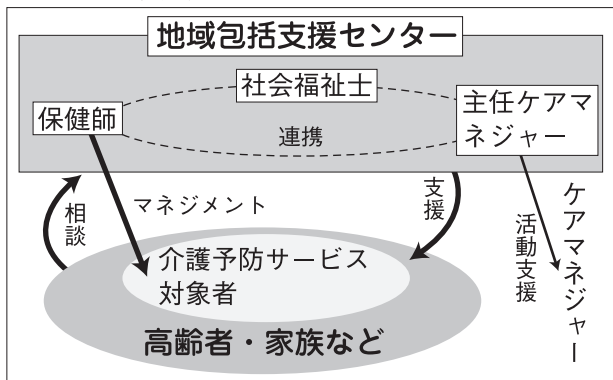 地域包括支援センター
社会福祉士
保健師
主任ケアマ
ネジャー
連携
相談
マネジメント
支援
活動支援
ケアマネジャー
介護予防サービス
対象者
高齢者・家族など